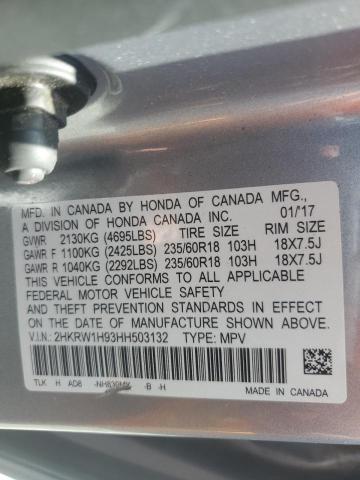 MFD. IN CANADA BY HONDA OF CANADA MFG.,
A DIVISION OF HONDA CANADA INC. 01/'17
GVWR 2130KG (4695LBS) TIRE SIZE RIM SIZE
GAWR F 1100KG (2425LBS) 235/60R18 103H 18X7.5J
GAWR R 1040KG (2292LBS) 235/60R18 103H 18X7.5J
THIS VEHICLE CONFORMS TO ALL APPLICABLE
FEDERAL MOTOR VEHICLE SAFETY
AND THEFT PREVENTION STANDARDS IN EFFECT ON
THE DATE OF MANUFACTURE SHOWN ABOVE.
V.I.N.: 2HKRW1H93HH503132 TYPE: MPV
TLK H AD8 -NH830MX -B -H
MADE IN CANADA